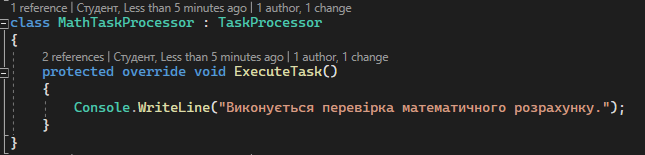 1 reference | Студент, Less than 5 minutes ago | 1 author, 1 change
class MathTaskProcessor : TaskProcessor
{
2 references | Студент, Less than 5 minutes ago | 1 author, 1 change
protected override void ExecuteTask()
{
Console.WriteLine("Виконується перевірка математичного розрахунку.");
}
}